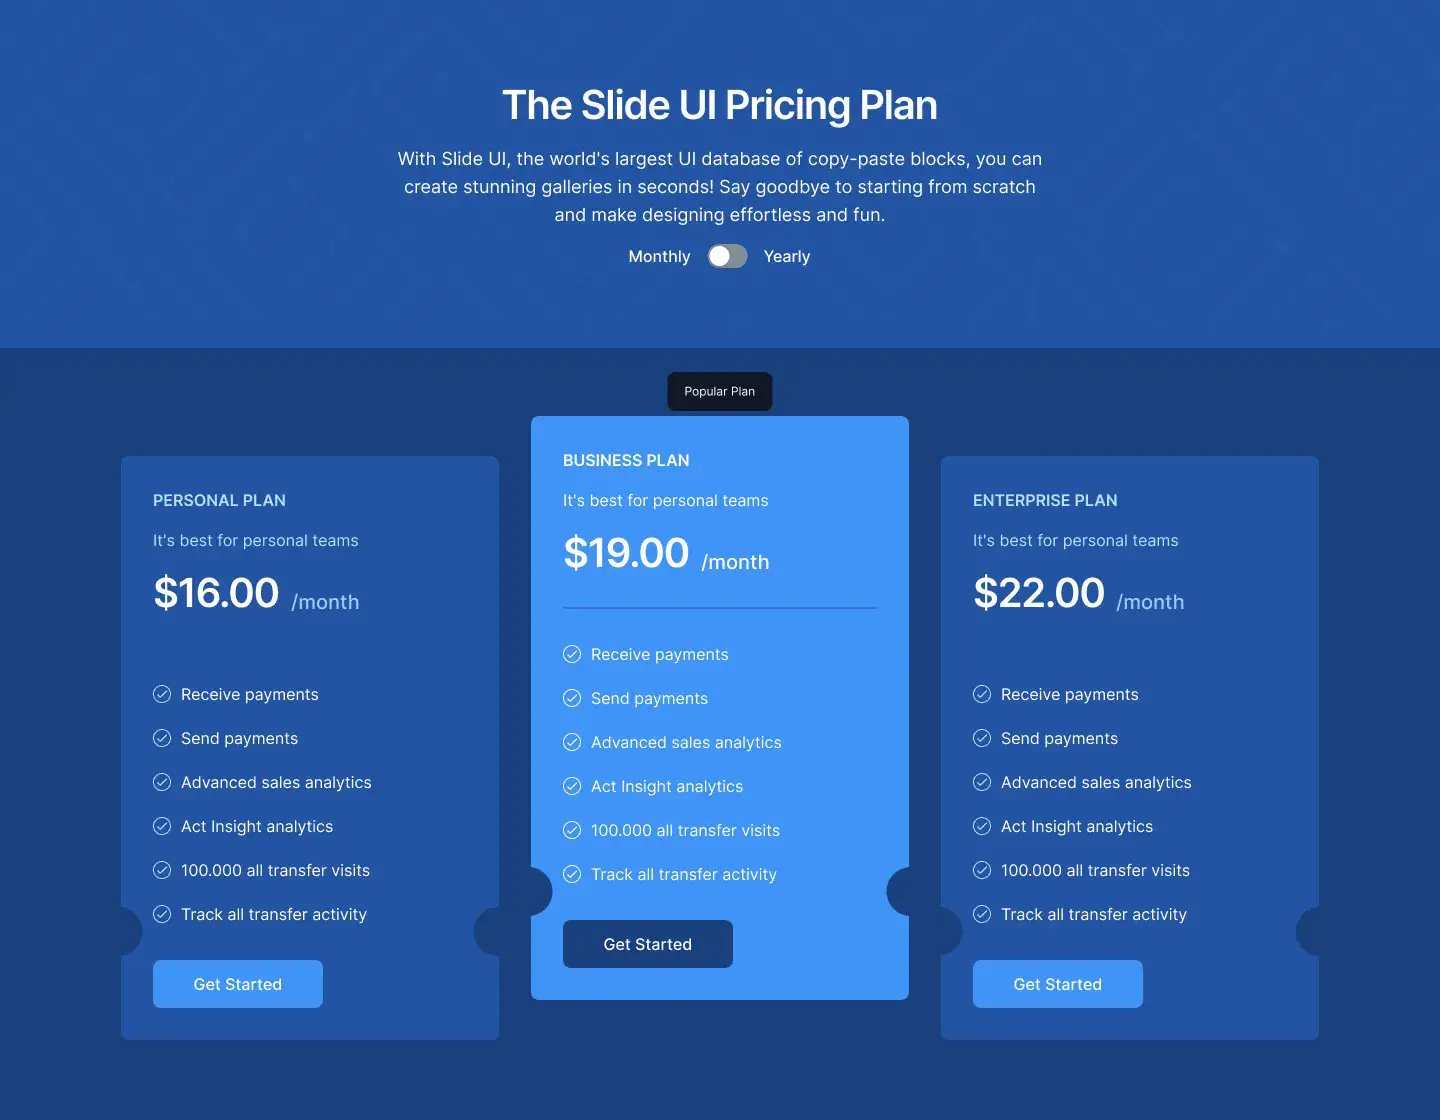 The Slide UI Pricing Plan
With Slide UI, the world's largest UI database of copy-paste blocks, you can
create stunning galleries in seconds! Say goodbye to starting from scratch
and make designing effortless and fun.
Monthly
Yearly
PERSONAL PLAN
It's best for personal teams
$16.00 /month
Receive payments
Send payments
Advanced sales analytics
Act Insight analytics
100.000 all transfer visits
Track all transfer activity
Get Started
Popular Plan
BUSINESS PLAN
It's best for personal teams
$19.00 /month
Receive payments
Send payments
Advanced sales analytics
Act Insight analytics
100.000 all transfer visits
Track all transfer activity
Get Started
ENTERPRISE PLAN
It's best for personal teams
$22.00 /month
Receive payments
Send payments
Advanced sales analytics
Act Insight analytics
100.000 all transfer visits
Track all transfer activity
Get Started